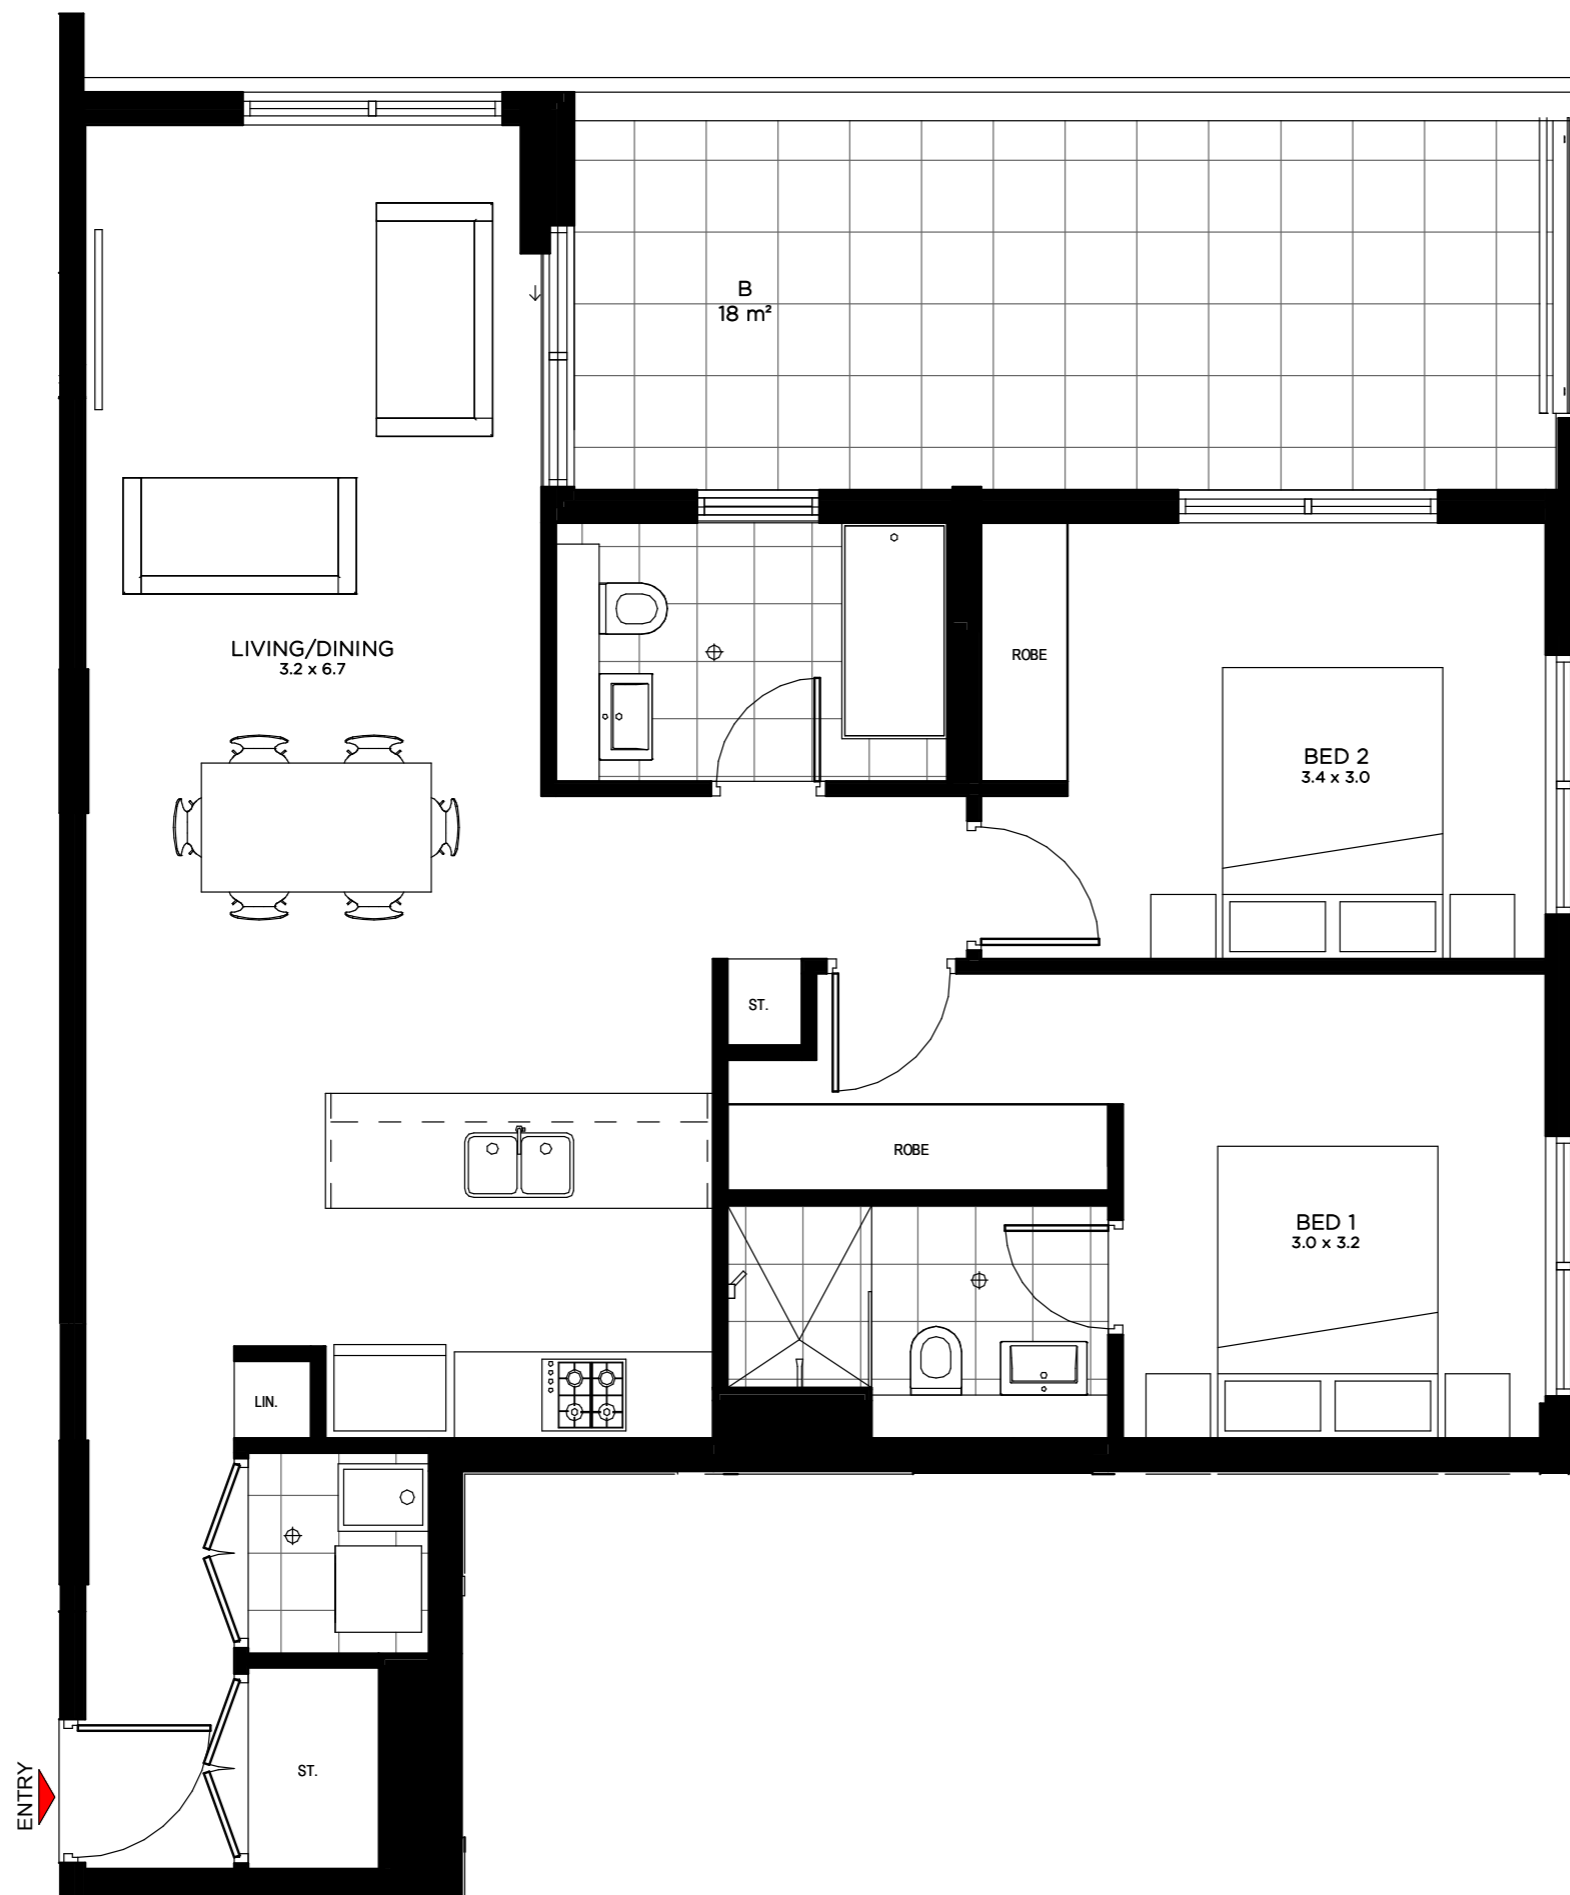 B
18 m²
LIVING/DINING
3.2 x 6.7
ROBE
BED 2
3.4 x 3.0
ST.
ROBE
BED 1
3.0 x 3.2
LIN.
ST.
ENTRY